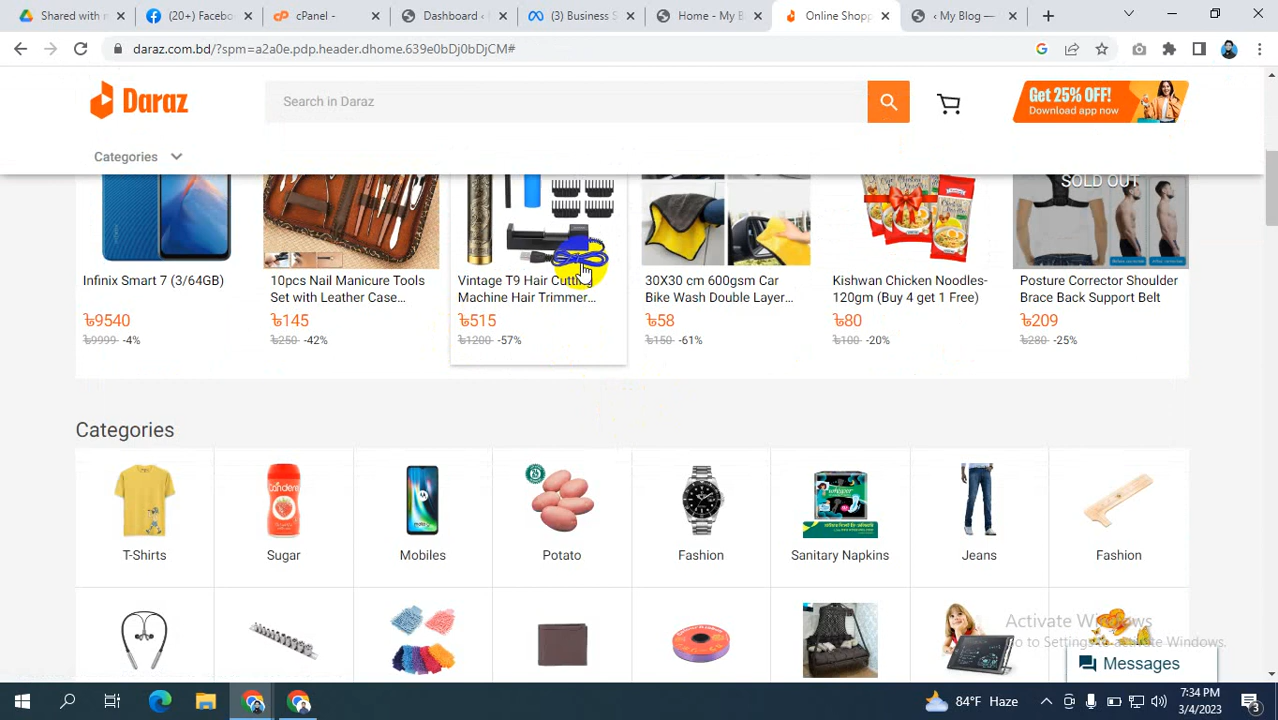 Shared with m
(20+) Facebo
cPanel -
Dashboard ‹
(3) Business S
Home - My B
Online Shopp
‹ My Blog —
daraz.com.bd/?spm=a2a0e.pdp.header.dhome.639e0bDj0bDjCM#
Daraz
Search in Daraz
Get 25% OFF!
Download app now
Categories
SOLD OUT
Infinix Smart 7 (3/64GB)
৳9540
৳9999 -4%
10pcs Nail Manicure Tools
Set with Leather Case...
৳145
৳250 -42%
Vintage T9 Hair Cutting
Machine Hair Trimmer...
৳515
৳1200 -57%
30X30 cm 600gsm Car
Bike Wash Double Layer...
৳58
৳150 -61%
Kishwan Chicken Noodles-
120gm (Buy 4 get 1 Free)
৳80
৳100 -20%
Posture Corrector Shoulder
Brace Back Support Belt
৳209
৳280 -25%
Categories
T-Shirts
Sugar
Mobiles
Potato
Fashion
whisper
Sanitary Napkins
Jeans
Fashion
Activate Windows
Go to Settings to activate Windows.
Messages
84°F Haze
7:34 PM
3/4/2023
3